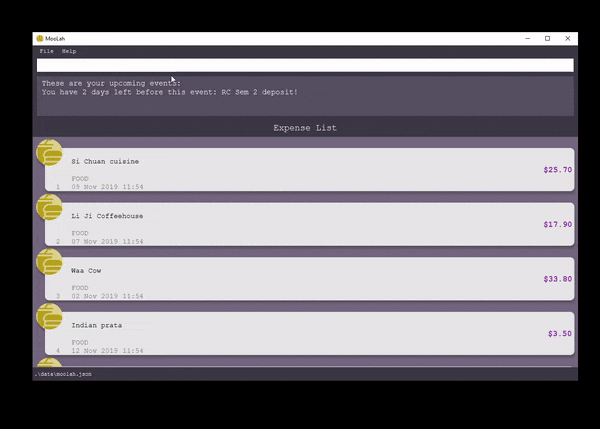 MooLah
File Help
These are your upcoming events:
You have 2 days left before this event: RC Sem 2 deposit!
Expense List
Si Chuan cuisine
$25.70
FOOD
1 09 Nov 2019 11:54
Li Ji Coffeehouse
$17.90
FOOD
2 07 Nov 2019 11:54
Waa Cow
$33.80
FOOD
3 02 Nov 2019 11:54
Indian prata
$3.50
FOOD
4 12 Nov 2019 11:54
.\data\moolah.json